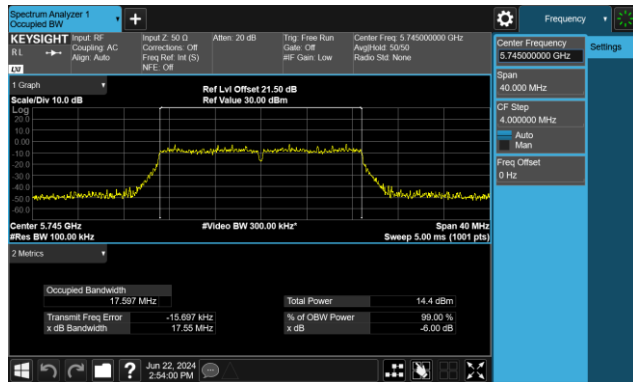 Spectrum Analyzer 1
Occupied BW
Frequency
KEYSIGHT
R L
LXI
Input: RF
Coupling: AC
Align: Auto
Input Z: 50 Ω
Corrections: Off
Freq Ref: Int (S)
NFE: Off
Atten: 20 dB
Trig: Free Run
Gate: Off
#IF Gain: Low
Center Freq: 5.745000000 GHz
Avg|Hold: 50/50
Radio Std: None
Center Frequency
5.745000000 GHz
Settings
Span
40.000 MHz
CF Step
4.000000 MHz
Auto
Man
Freq Offset
0 Hz
1 Graph
Scale/Div 10.0 dB
Ref Lvl Offset 21.50 dB
Ref Value 30.00 dBm
Log
20.0
10.0
0.00
-10.0
-20.0
-30.0
-40.0
-50.0
-60.0
Center 5.745 GHz
#Res BW 100.00 kHz
#Video BW 300.00 kHz*
Span 40 MHz
Sweep 5.00 ms (1001 pts)
2 Metrics
Occupied Bandwidth
17.597 MHz
Total Power 14.4 dBm
Transmit Freq Error -15.697 kHz
% of OBW Power 99.00 %
x dB Bandwidth 17.55 MHz
x dB -6.00 dB
?
Jun 22, 2024
2:54:00 PM